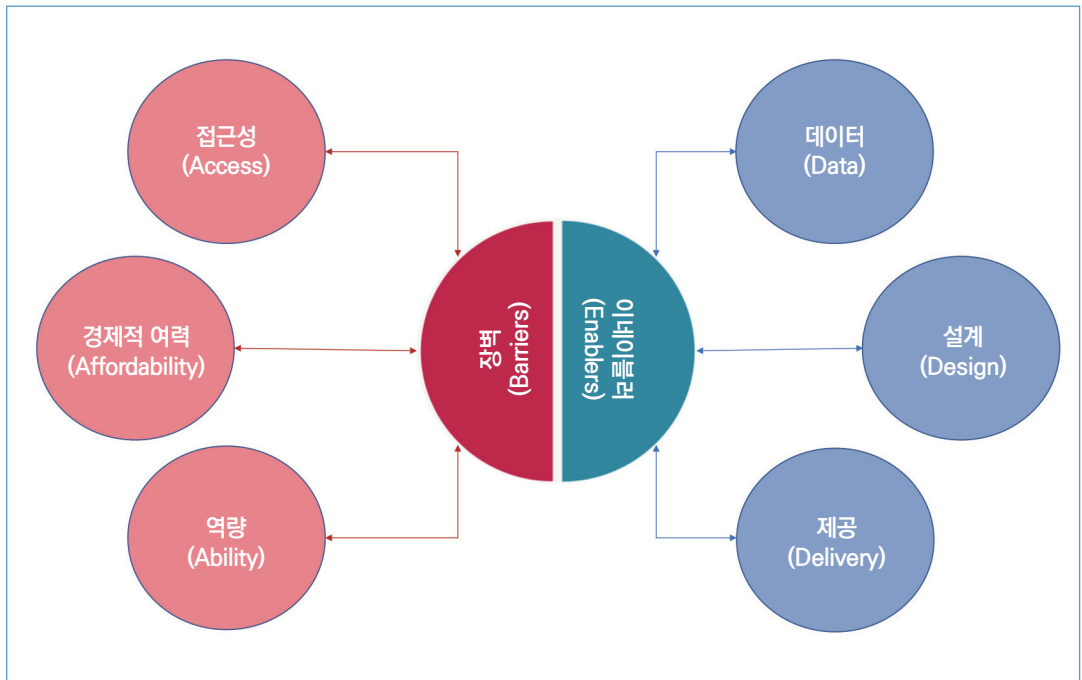 접근성
(Access)
경제적 여력
(Affordability)
역량
(Ability)
장벽
(Barriers)
이네이블러
(Enablers)
데이터
(Data)
설계
(Design)
제공
(Delivery)